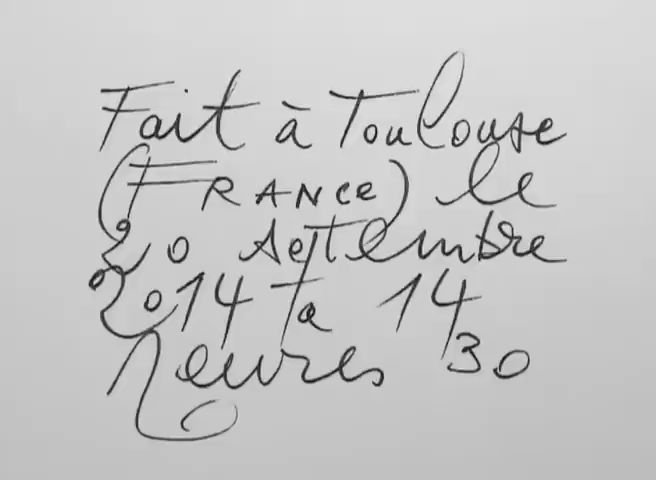 Fait à Toulouse
(FRANCe) le
20 septembre
2014 à 14
heures 30